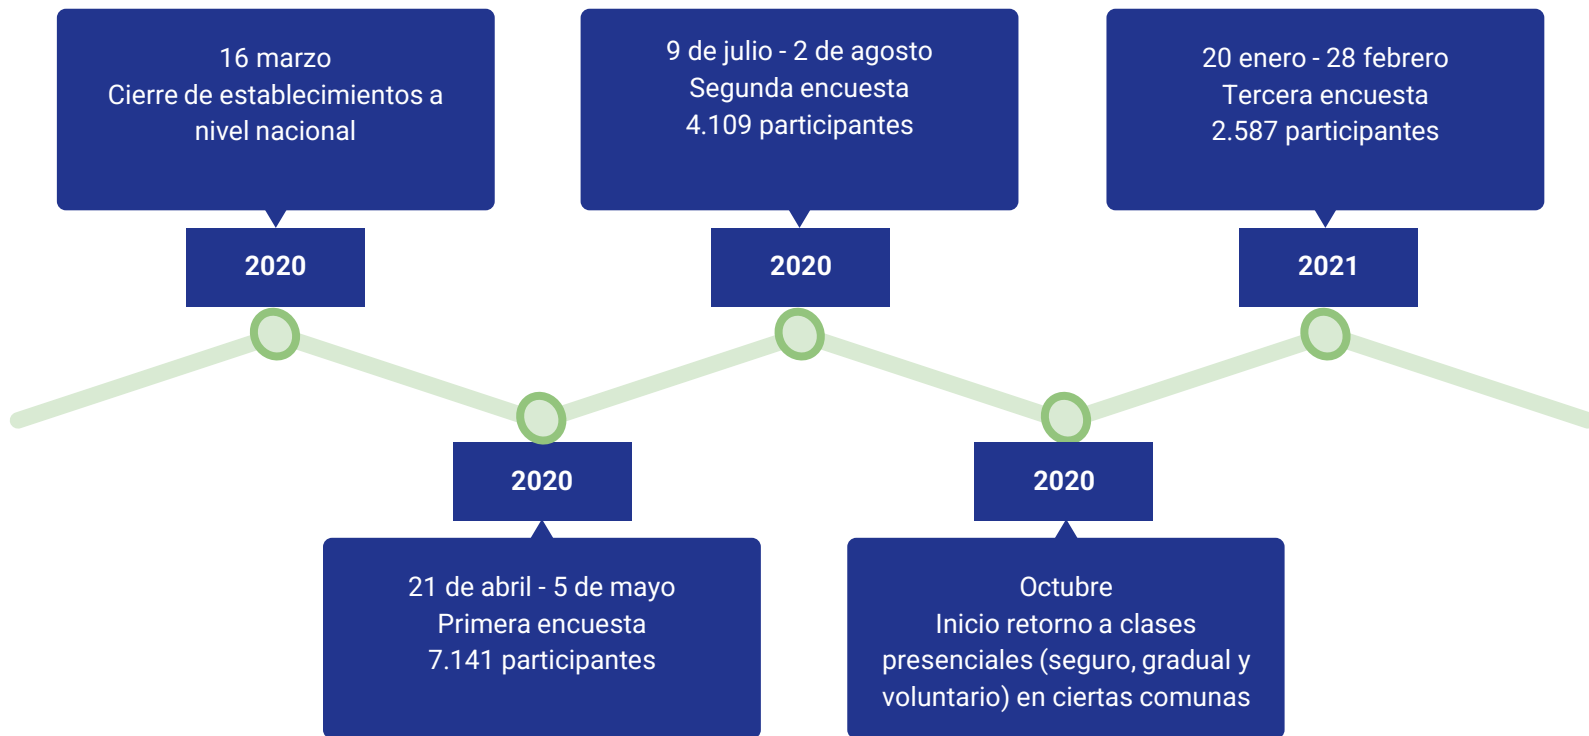 16 marzo
Cierre de establecimientos a
nivel nacional
2020
21 de abril - 5 de mayo
Primera encuesta
7.141 participantes
2020
9 de julio - 2 de agosto
Segunda encuesta
4.109 participantes
2020
Octubre
Inicio retorno a clases
presenciales (seguro, gradual y
voluntario) en ciertas comunas
2020
20 enero - 28 febrero
Tercera encuesta
2.587 participantes
2021